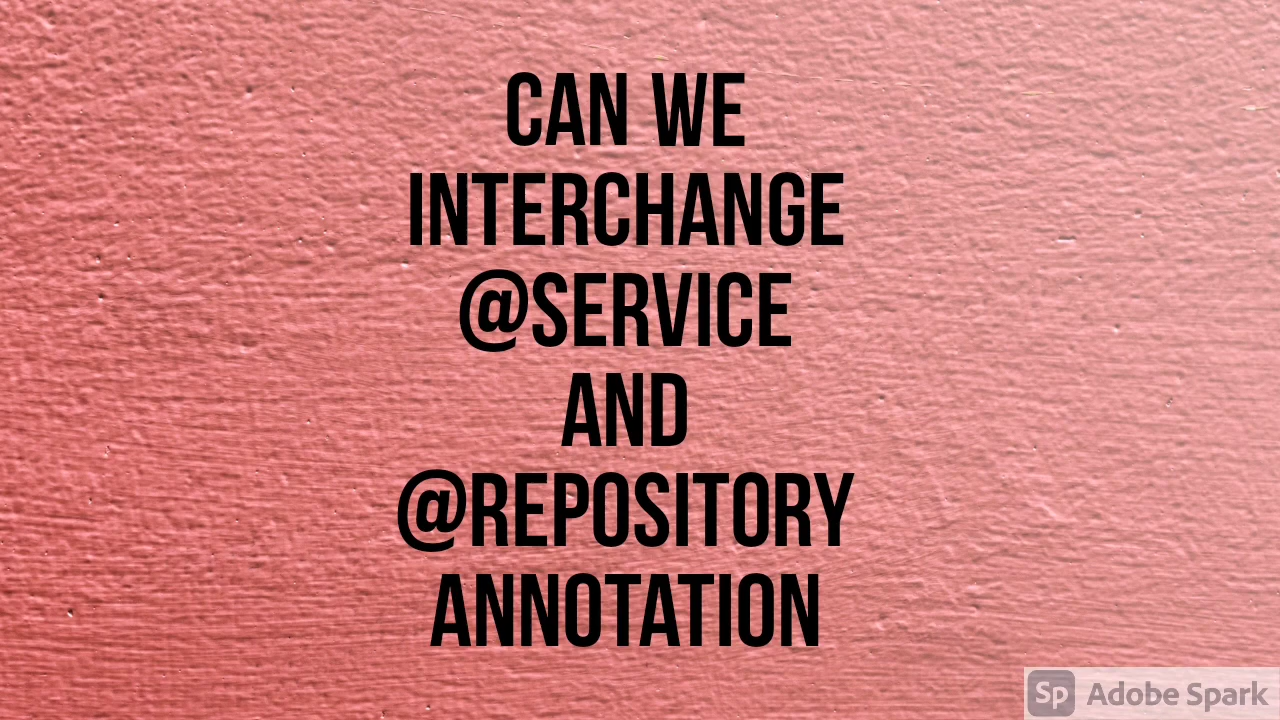 CAN WE
INTERCHANGE
@SERVICE
AND
@REPOSITORY
ANNOTATION
Sp Adobe Spark